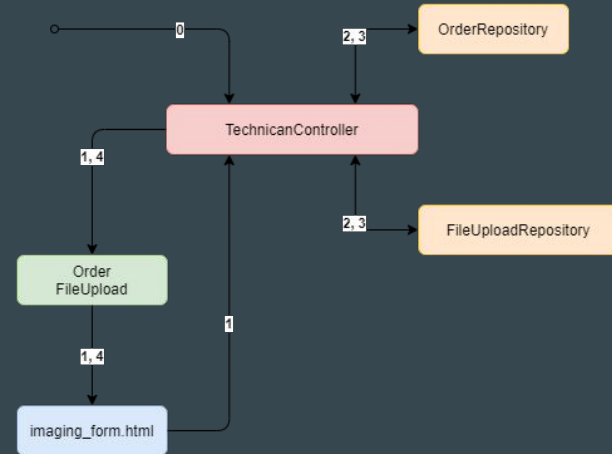 0
2, 3
OrderRepository
TechnicanController
1, 4
2, 3
FileUploadRepository
Order
FileUpload
1
1, 4
imaging_form.html